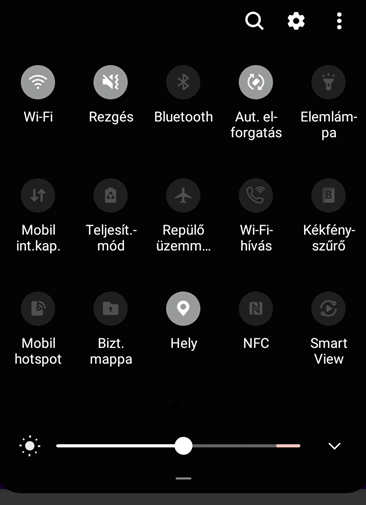 Wi-Fi
Rezgés
Bluetooth
Aut. el-
forgatás
Elemlám-
pa
Mobil
int.kap.
Teljesít.-
mód
Repülő
üzemm...
Wi-Fi-
hívás
Kékfény-
szűrő
Mobil
hotspot
Bizt.
mappa
Hely
NFC
Smart
View